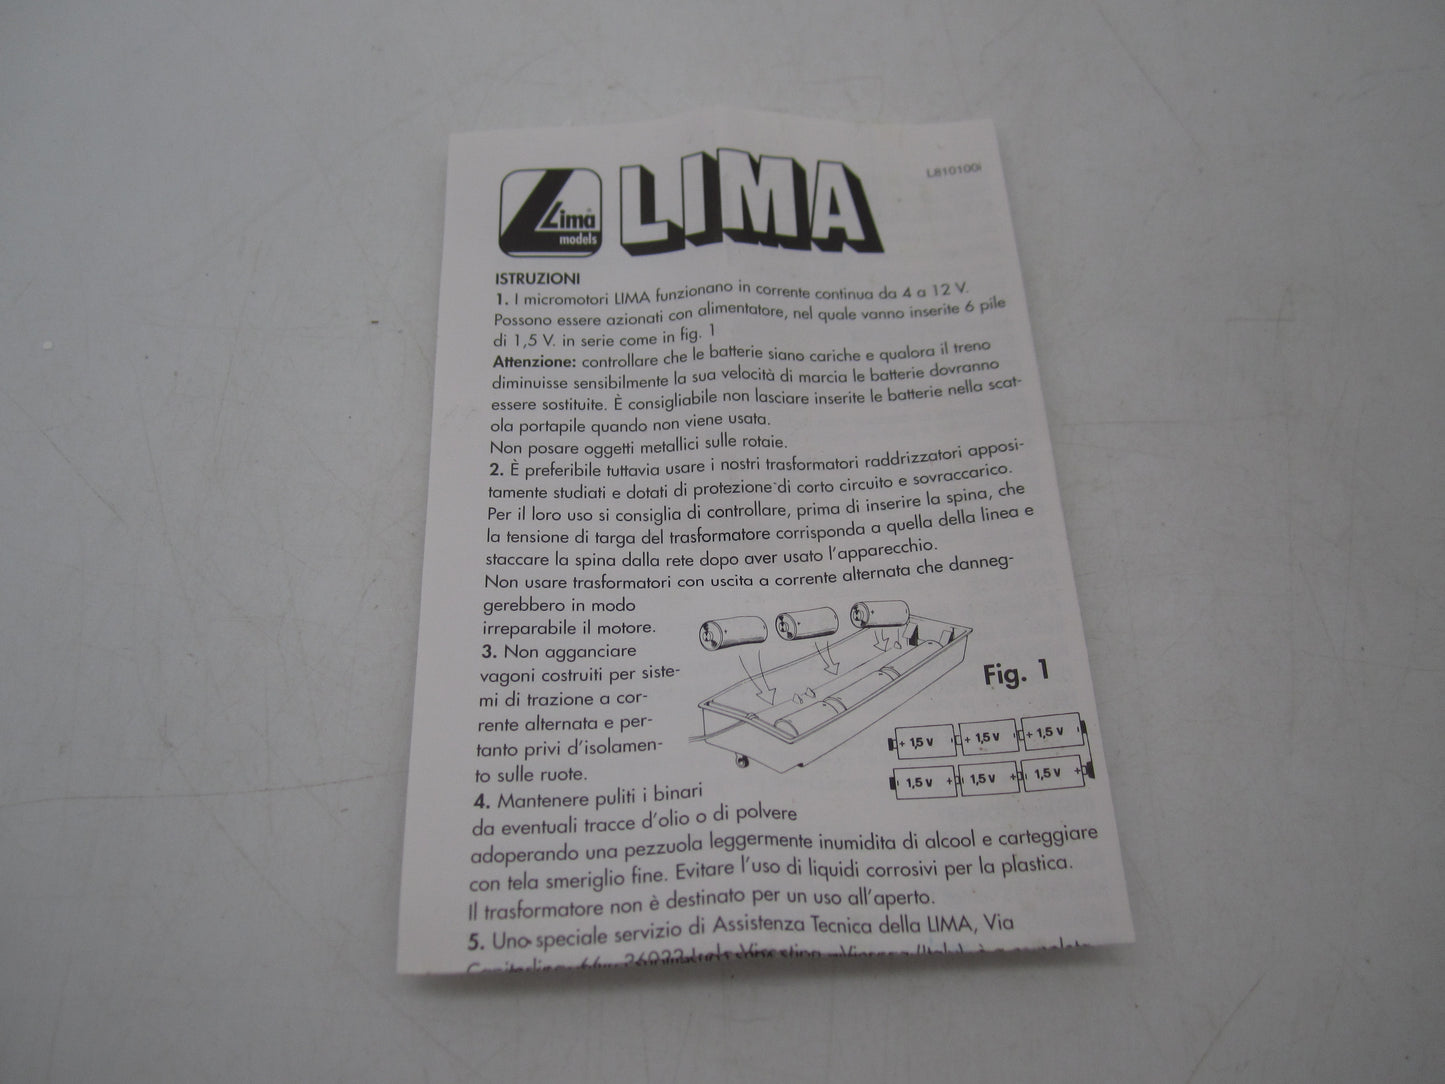 Lima
models
LIMA
L810100i
ISTRUZIONI
1. I micromotori LIMA funzionano in corrente continua da 4 a 12 V.
Possono essere azionati con alimentatore, nel quale vanno inserite 6 pile
di 1,5 V. in serie come in fig. 1
Attenzione: controllare che le batterie siano cariche e qualora il treno
diminuisse sensibilmente la sua velocità di marcia le batterie dovranno
essere sostituite. È consigliabile non lasciare inserite le batterie nella scat-
ola portapile quando non viene usata.
Non posare oggetti metallici sulle rotaie.
2. È preferibile tuttavia usare i nostri trasformatori raddrizzatori apposi-
tamente studiati e dotati di protezione di corto circuito e sovraccarico.
Per il loro uso si consiglia di controllare, prima di inserire la spina, che
la tensione di targa del trasformatore corrisponda a quella della linea e
staccare la spina dalla rete dopo aver usato l'apparecchio.
Non usare trasformatori con uscita a corrente alternata che danneg-
gerebbero in modo
irreparabile il motore.
3. Non agganciare
vagoni costruiti per siste-
mi di trazione a cor-
rente alternata e per-
tanto privi d'isolamen-
to sulle ruote.
Fig. 1
+ 1,5 v + 1,5 v + 1,5 v
1,5 v + 1,5 v + 1,5 v +
4. Mantenere puliti i binari
da eventuali tracce d'olio o di polvere
adoperando una pezzuola leggermente inumidita di alcool e carteggiare
con tela smeriglio fine. Evitare l'uso di liquidi corrosivi per la plastica.
Il trasformatore non è destinato per un uso all'aperto.
5. Uno speciale servizio di Assistenza Tecnica della LIMA, Via